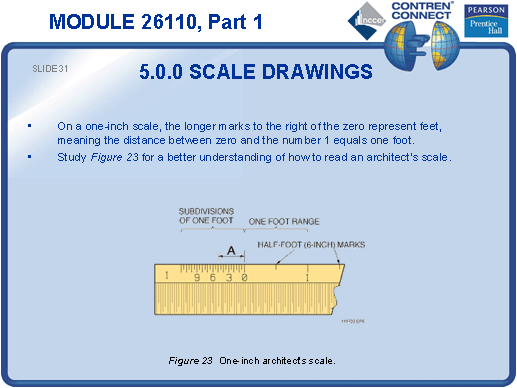 MODULE 26110, Part 1
nccer
CONTREN®
CONNECT
PEARSON
Prentice
Hall
SLIDE 31
5.0.0 SCALE DRAWINGS
• On a one-inch scale, the longer marks to the right of the zero represent feet,
meaning the distance between zero and the number 1 equals one foot.
• Study Figure 23 for a better understanding of how to read an architect's scale.
SUBDIVISIONS
OF ONE FOOT
ONE FOOT RANGE
A
HALF-FOOT (6-INCH) MARKS
1 9 6 3 0 1
Figure 23 One-inch architect's scale.